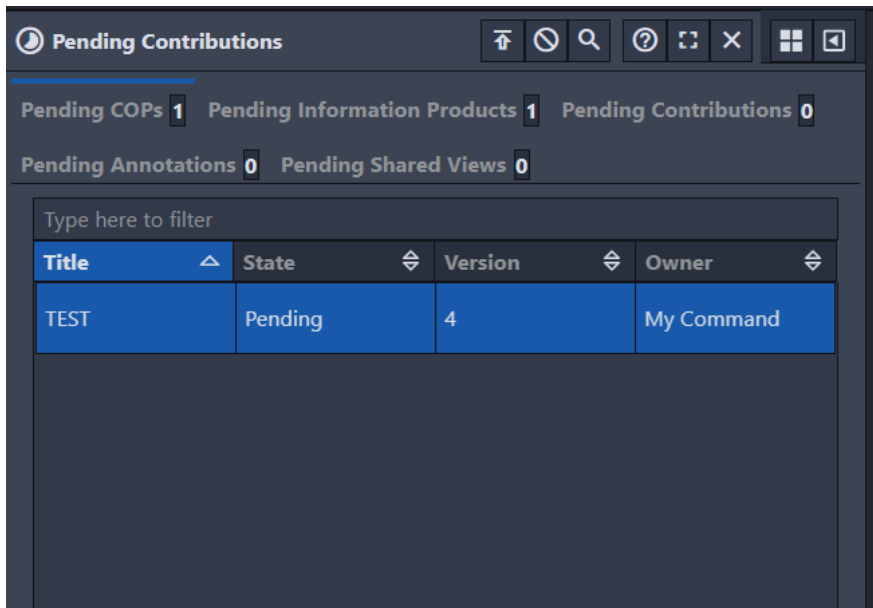 Pending Contributions
Pending COPs 1 Pending Information Products 1 Pending Contributions 0
Pending Annotations 0 Pending Shared Views 0
Type here to filter
Title State Version Owner
TEST Pending 4 My Command